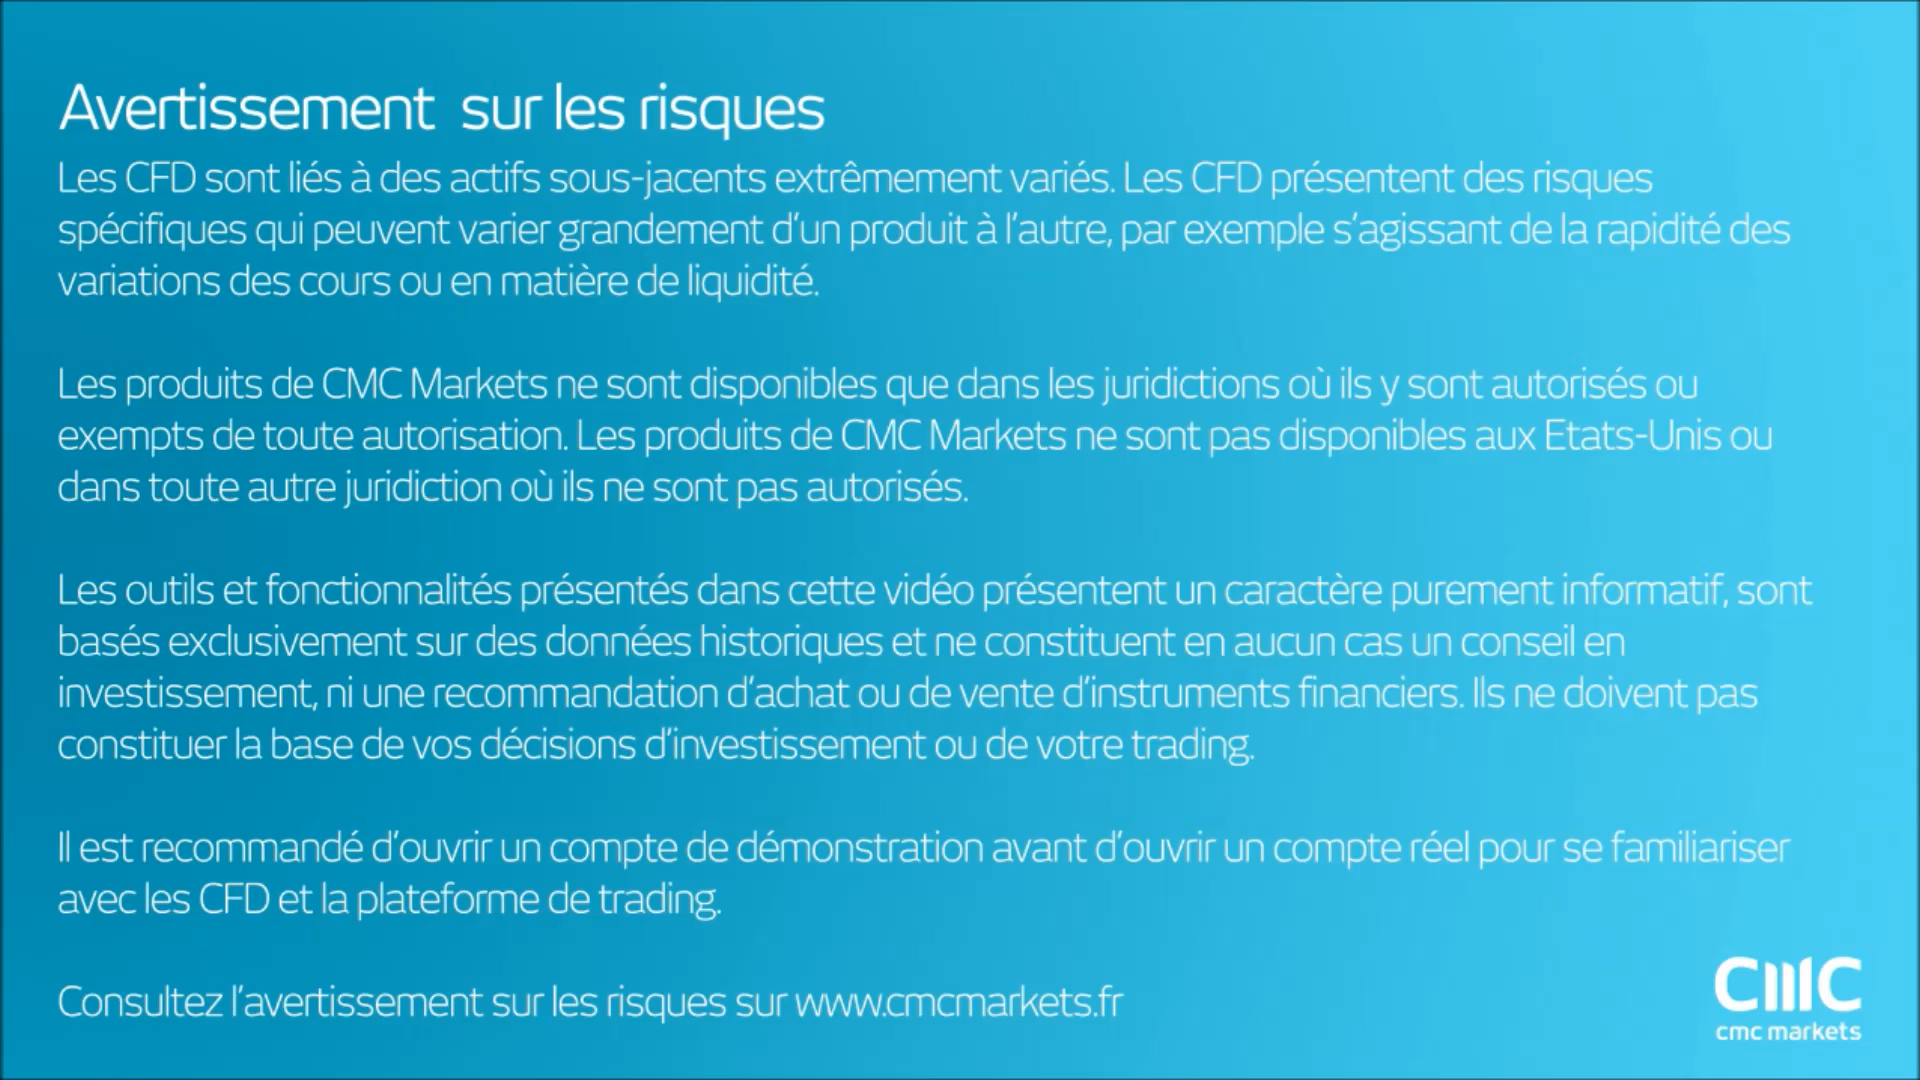 Avertissement sur les risques
Les CFD sont liés à des actifs sous-jacents extrêmement variés. Les CFD présentent des risques
spécifiques qui peuvent varier grandement d’un produit à l’autre, par exemple s’agissant de la rapidité des
variations des cours ou en matière de liquidité.
Les produits de CMC Markets ne sont disponibles que dans les juridictions où ils y sont autorisés ou
exempts de toute autorisation. Les produits de CMC Markets ne sont pas disponibles aux Etats-Unis ou
dans toute autre juridiction où ils ne sont pas autorisés.
Les outils et fonctionnalités présentés dans cette vidéo présentent un caractère purement informatif, sont
basés exclusivement sur des données historiques et ne constituent en aucun cas un conseil en
investissement, ni une recommandation d’achat ou de vente d’instruments financiers. Ils ne doivent pas
constituer la base de vos décisions d’investissement ou de votre trading.
Il est recommandé d’ouvrir un compte de démonstration avant d’ouvrir un compte réel pour se familiariser
avec les CFD et la plateforme de trading.
Consultez l’avertissement sur les risques sur www.cmcmarkets.fr
CMC
cmc markets